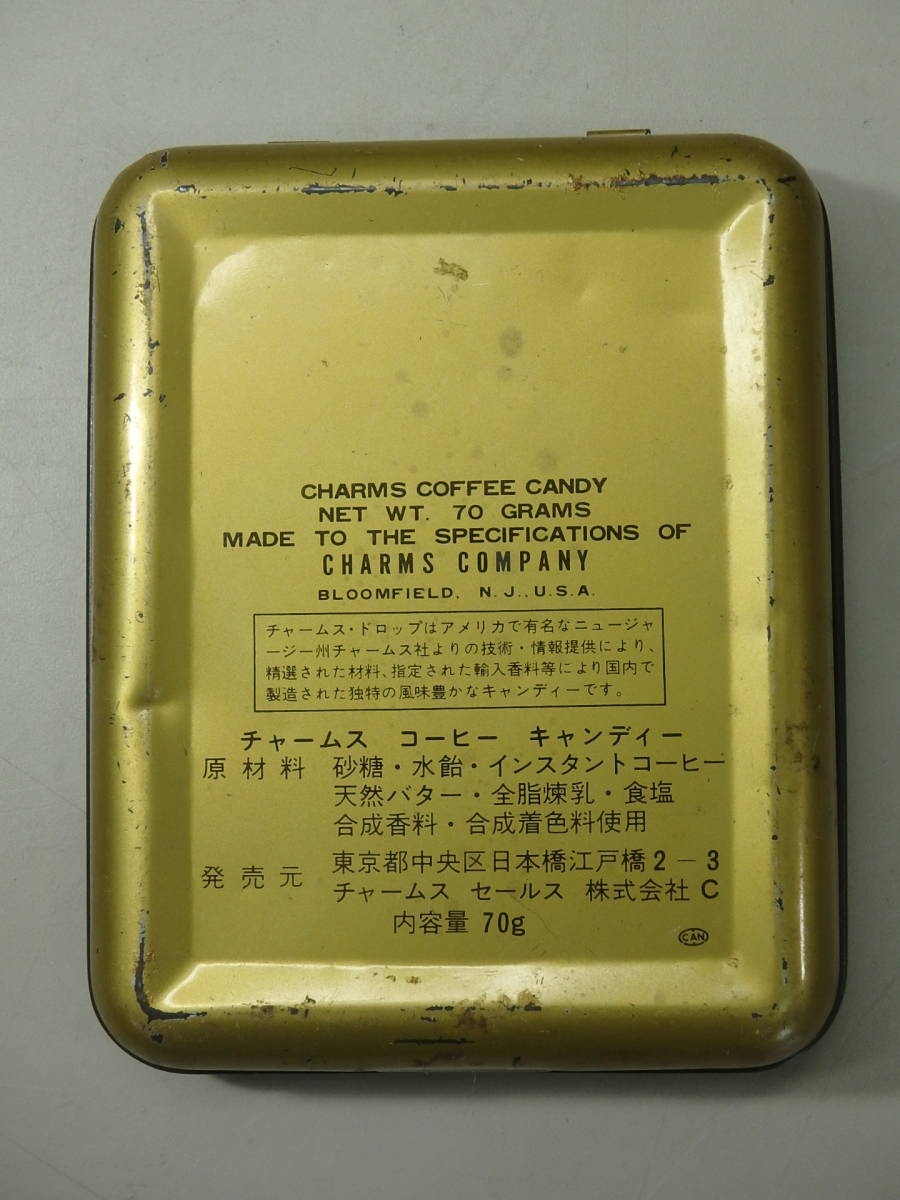 CHARMS COFFEE CANDY
NET WT. 70 GRAMS
MADE TO THE SPECIFICATIONS OF
CHARMS COMPANY
BLOOMFIELD, N.J., U.S.A.
チャームス・ドロップはアメリカで有名なニュージャ
ージー州チャームス社よりの技術・情報提供により、
精選された材料、指定された輸入香料等により国内で
製造された独特の風味豊かなキャンディーです。
チャームス コーヒー キャンディー
原材料 砂糖・水飴・インスタントコーヒー
天然バター・全脂煉乳・食塩
合成香料・合成着色料使用
発売元 東京都中央区日本橋江戸橋2-3
チャームス セールス 株式会社 C
内容量 70g
CAN